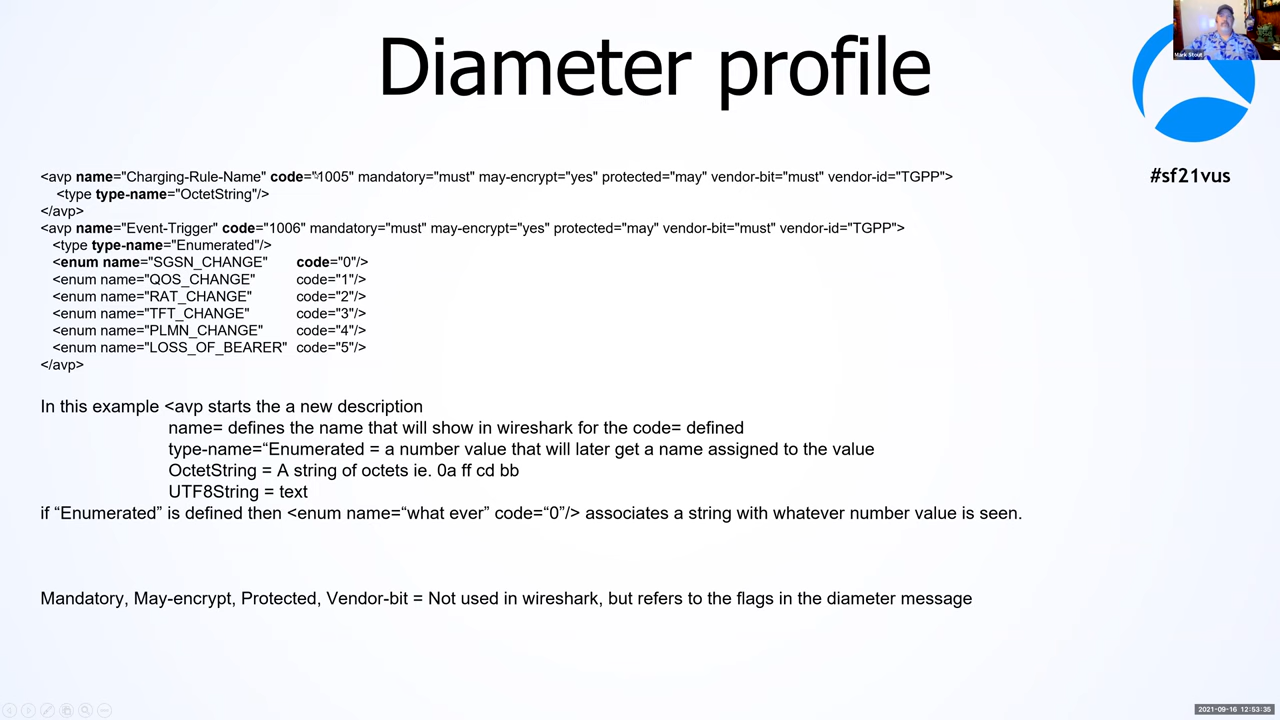 Diameter profile
Mark Stout
#sf21vus
<avp name="Charging-Rule-Name" code="1005" mandatory="must" may-encrypt="yes" protected="may" vendor-bit="must" vendor-id="TGPP">
<type type-name="OctetString"/>
</avp>
<avp name="Event-Trigger" code="1006" mandatory="must" may-encrypt="yes" protected="may" vendor-bit="must" vendor-id="TGPP">
<type type-name="Enumerated"/>
<enum name="SGSN_CHANGE" code="0"/>
<enum name="QOS_CHANGE" code="1"/>
<enum name="RAT_CHANGE" code="2"/>
<enum name="TFT_CHANGE" code="3"/>
<enum name="PLMN_CHANGE" code="4"/>
<enum name="LOSS_OF_BEARER" code="5"/>
</avp>
In this example <avp starts the a new description
name= defines the name that will show in wireshark for the code= defined
type-name=“Enumerated = a number value that will later get a name assigned to the value
OctetString = A string of octets ie. 0a ff cd bb
UTF8String = text
if “Enumerated” is defined then <enum name=“what ever” code=“0”/> associates a string with whatever number value is seen.
Mandatory, May-encrypt, Protected, Vendor-bit = Not used in wireshark, but refers to the flags in the diameter message
2021-09-16 12:53:35